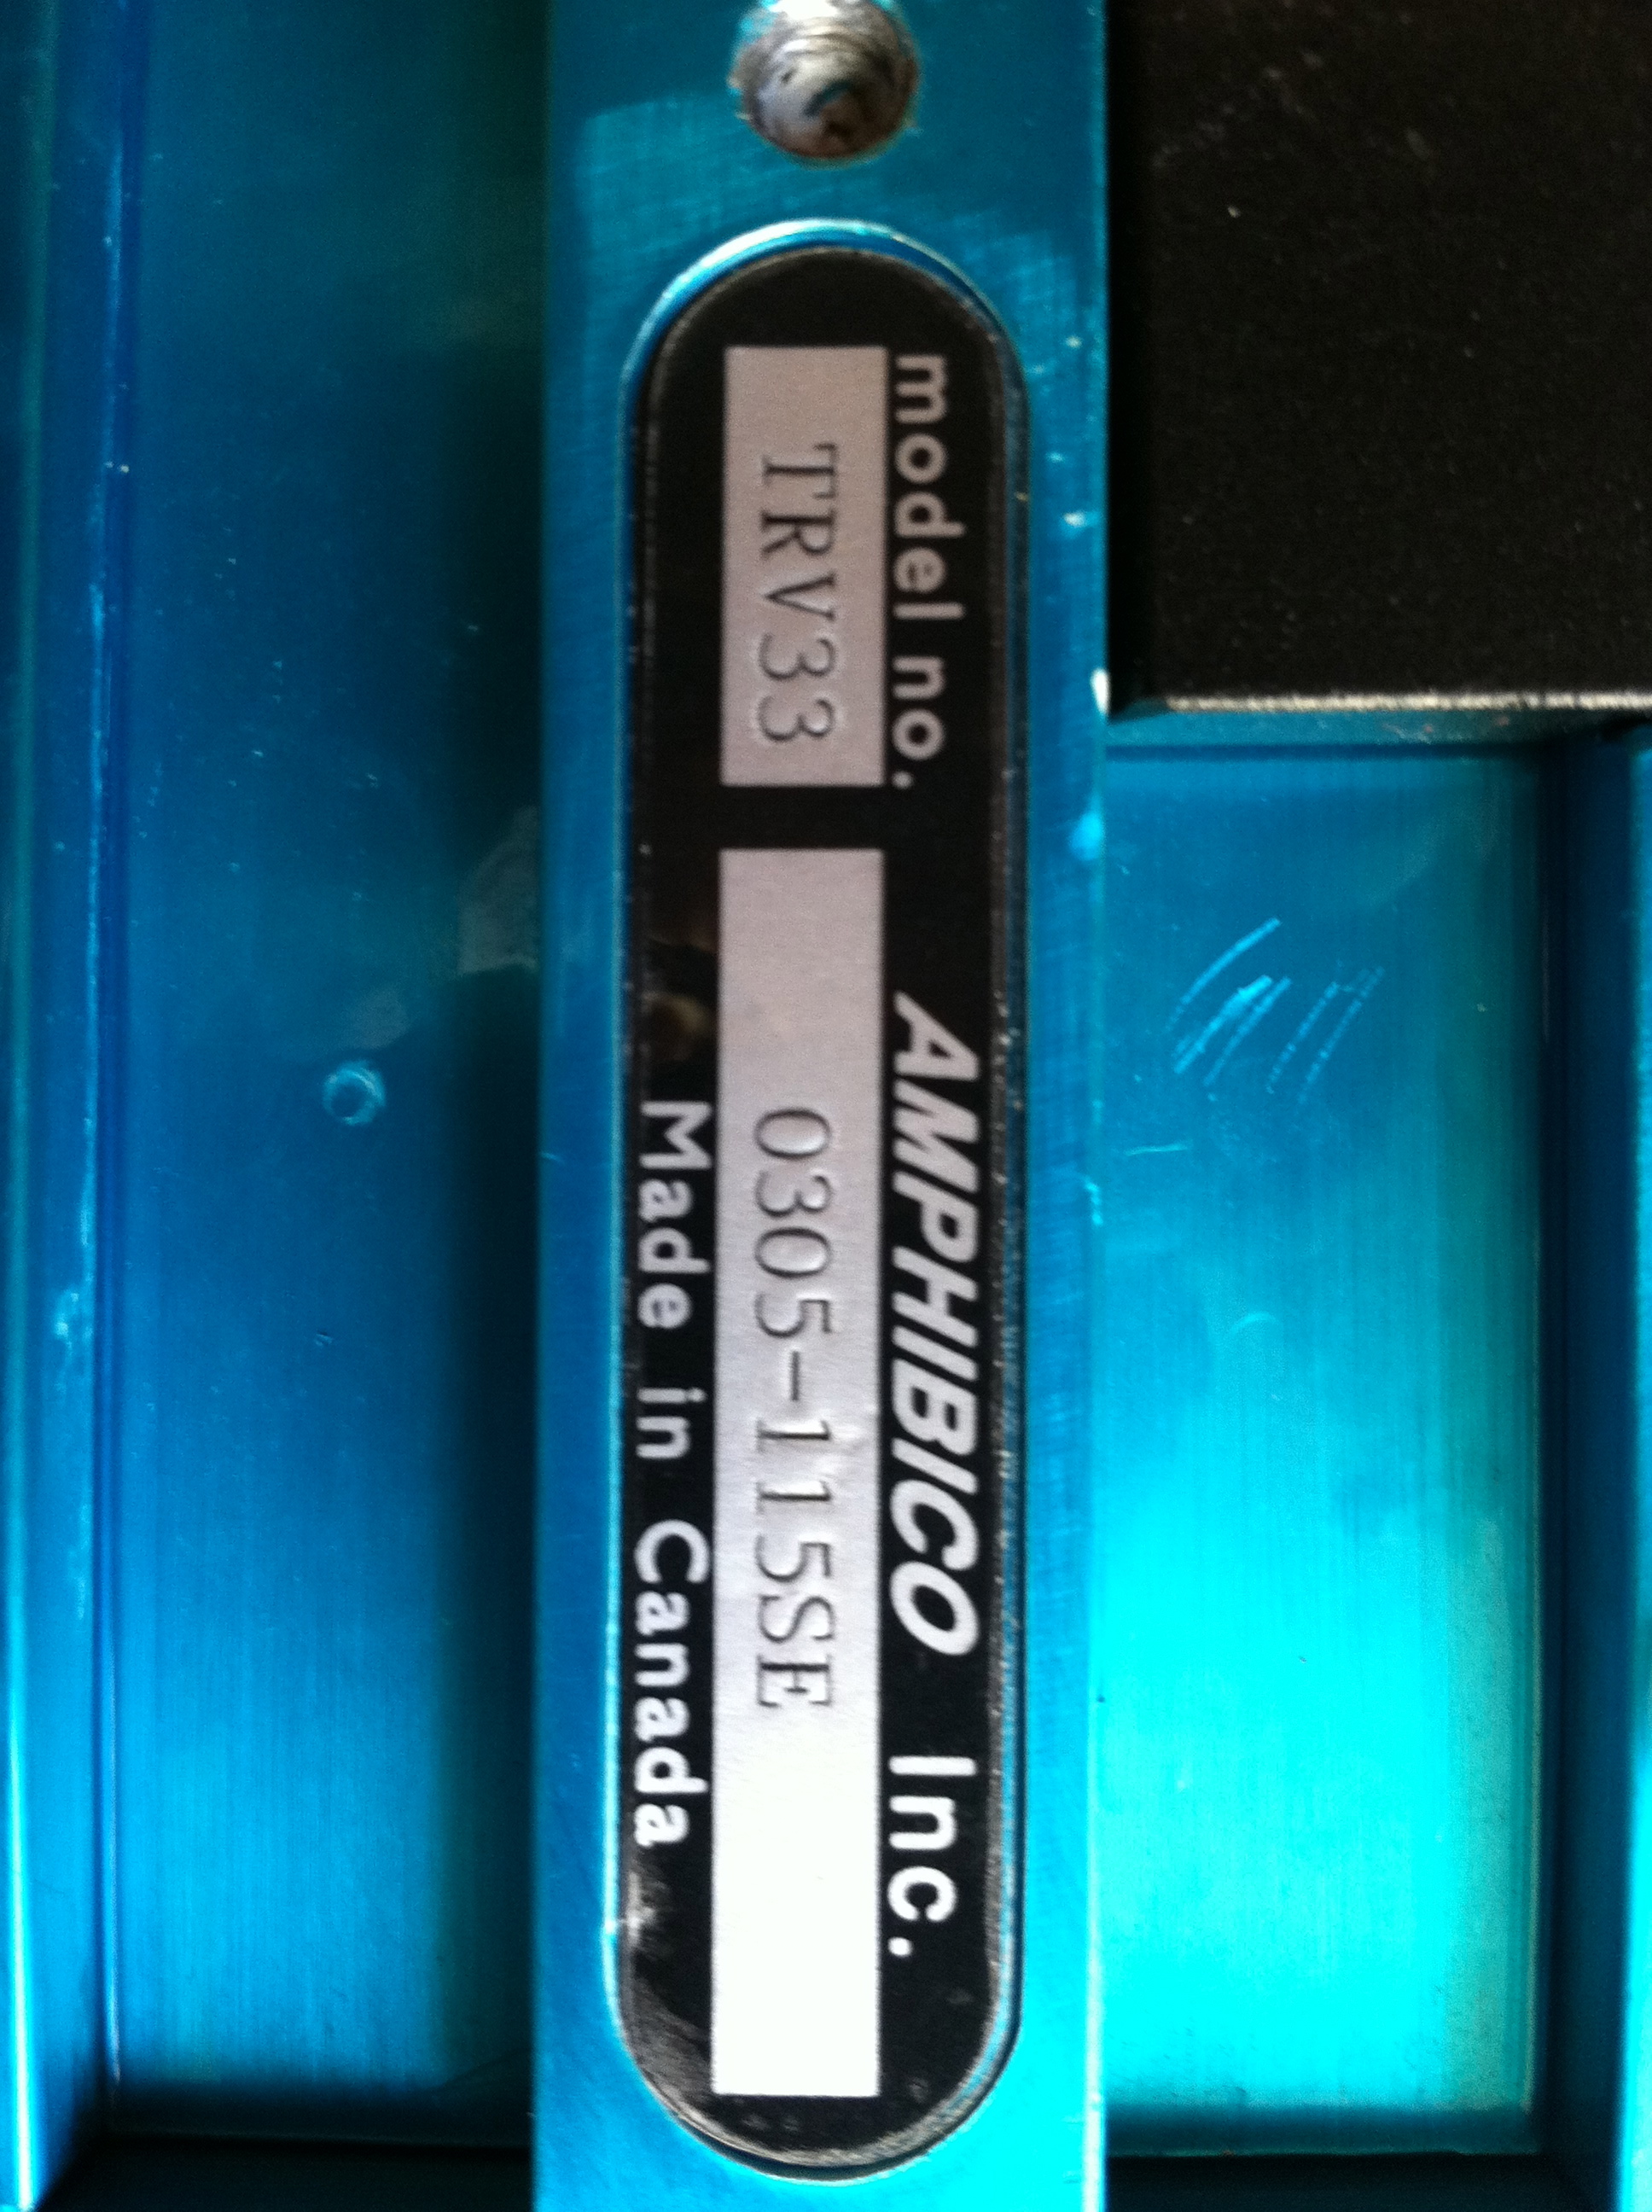 model no. AMPHIBICO Inc.
TRV33 0305-115SE
Made in Canada